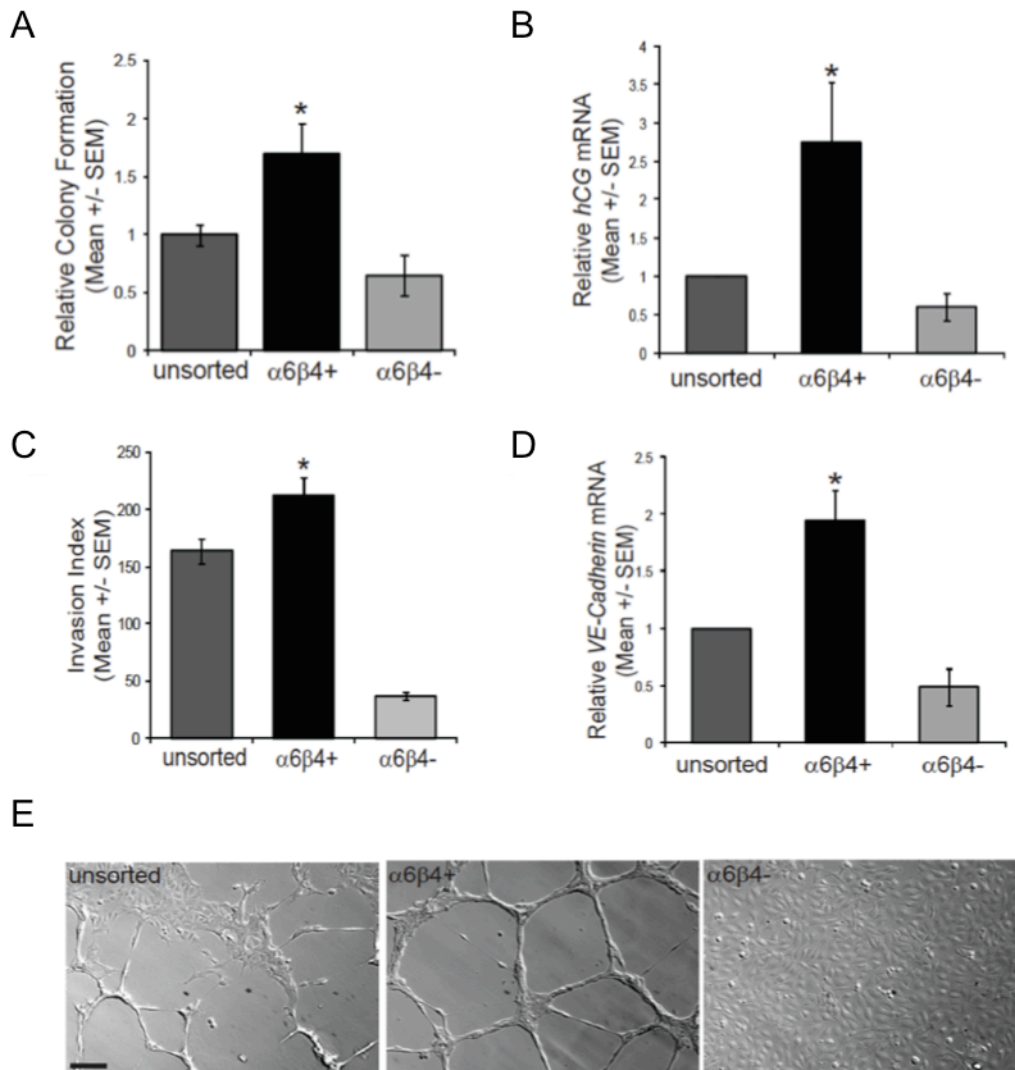 A
Relative Colony Formation
(Mean +/- SEM)
2.5
2
1.5
1
0.5
0
*
unsorted α6β4+ α6β4-
B
Relative hCG mRNA
(Mean +/- SEM)
4
3.5
3
2.5
2
1.5
1
0.5
0
*
unsorted α6β4+ α6β4-
C
Invasion Index
(Mean +/- SEM)
250
200
150
100
50
0
*
unsorted α6β4+ α6β4-
D
Relative VE-Cadherin mRNA
(Mean +/- SEM)
2.5
2
1.5
1
0.5
0
*
unsorted α6β4+ α6β4-
E
unsorted α6β4+ α6β4-